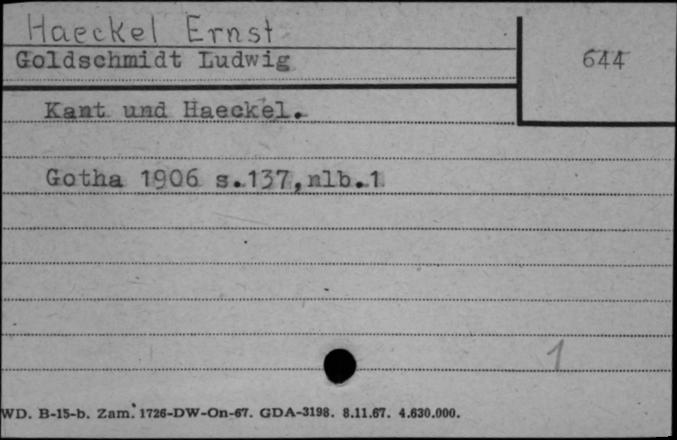 Haeckel Ernst
Goldschmidt Ludwig
644
Kant und Haeckel.
Gotha 1906 s.137,nlb.1
1
WD. B-15-b. Zam. 1726-DW-On-67. GDA-3198. 8.11.67. 4.630.000.